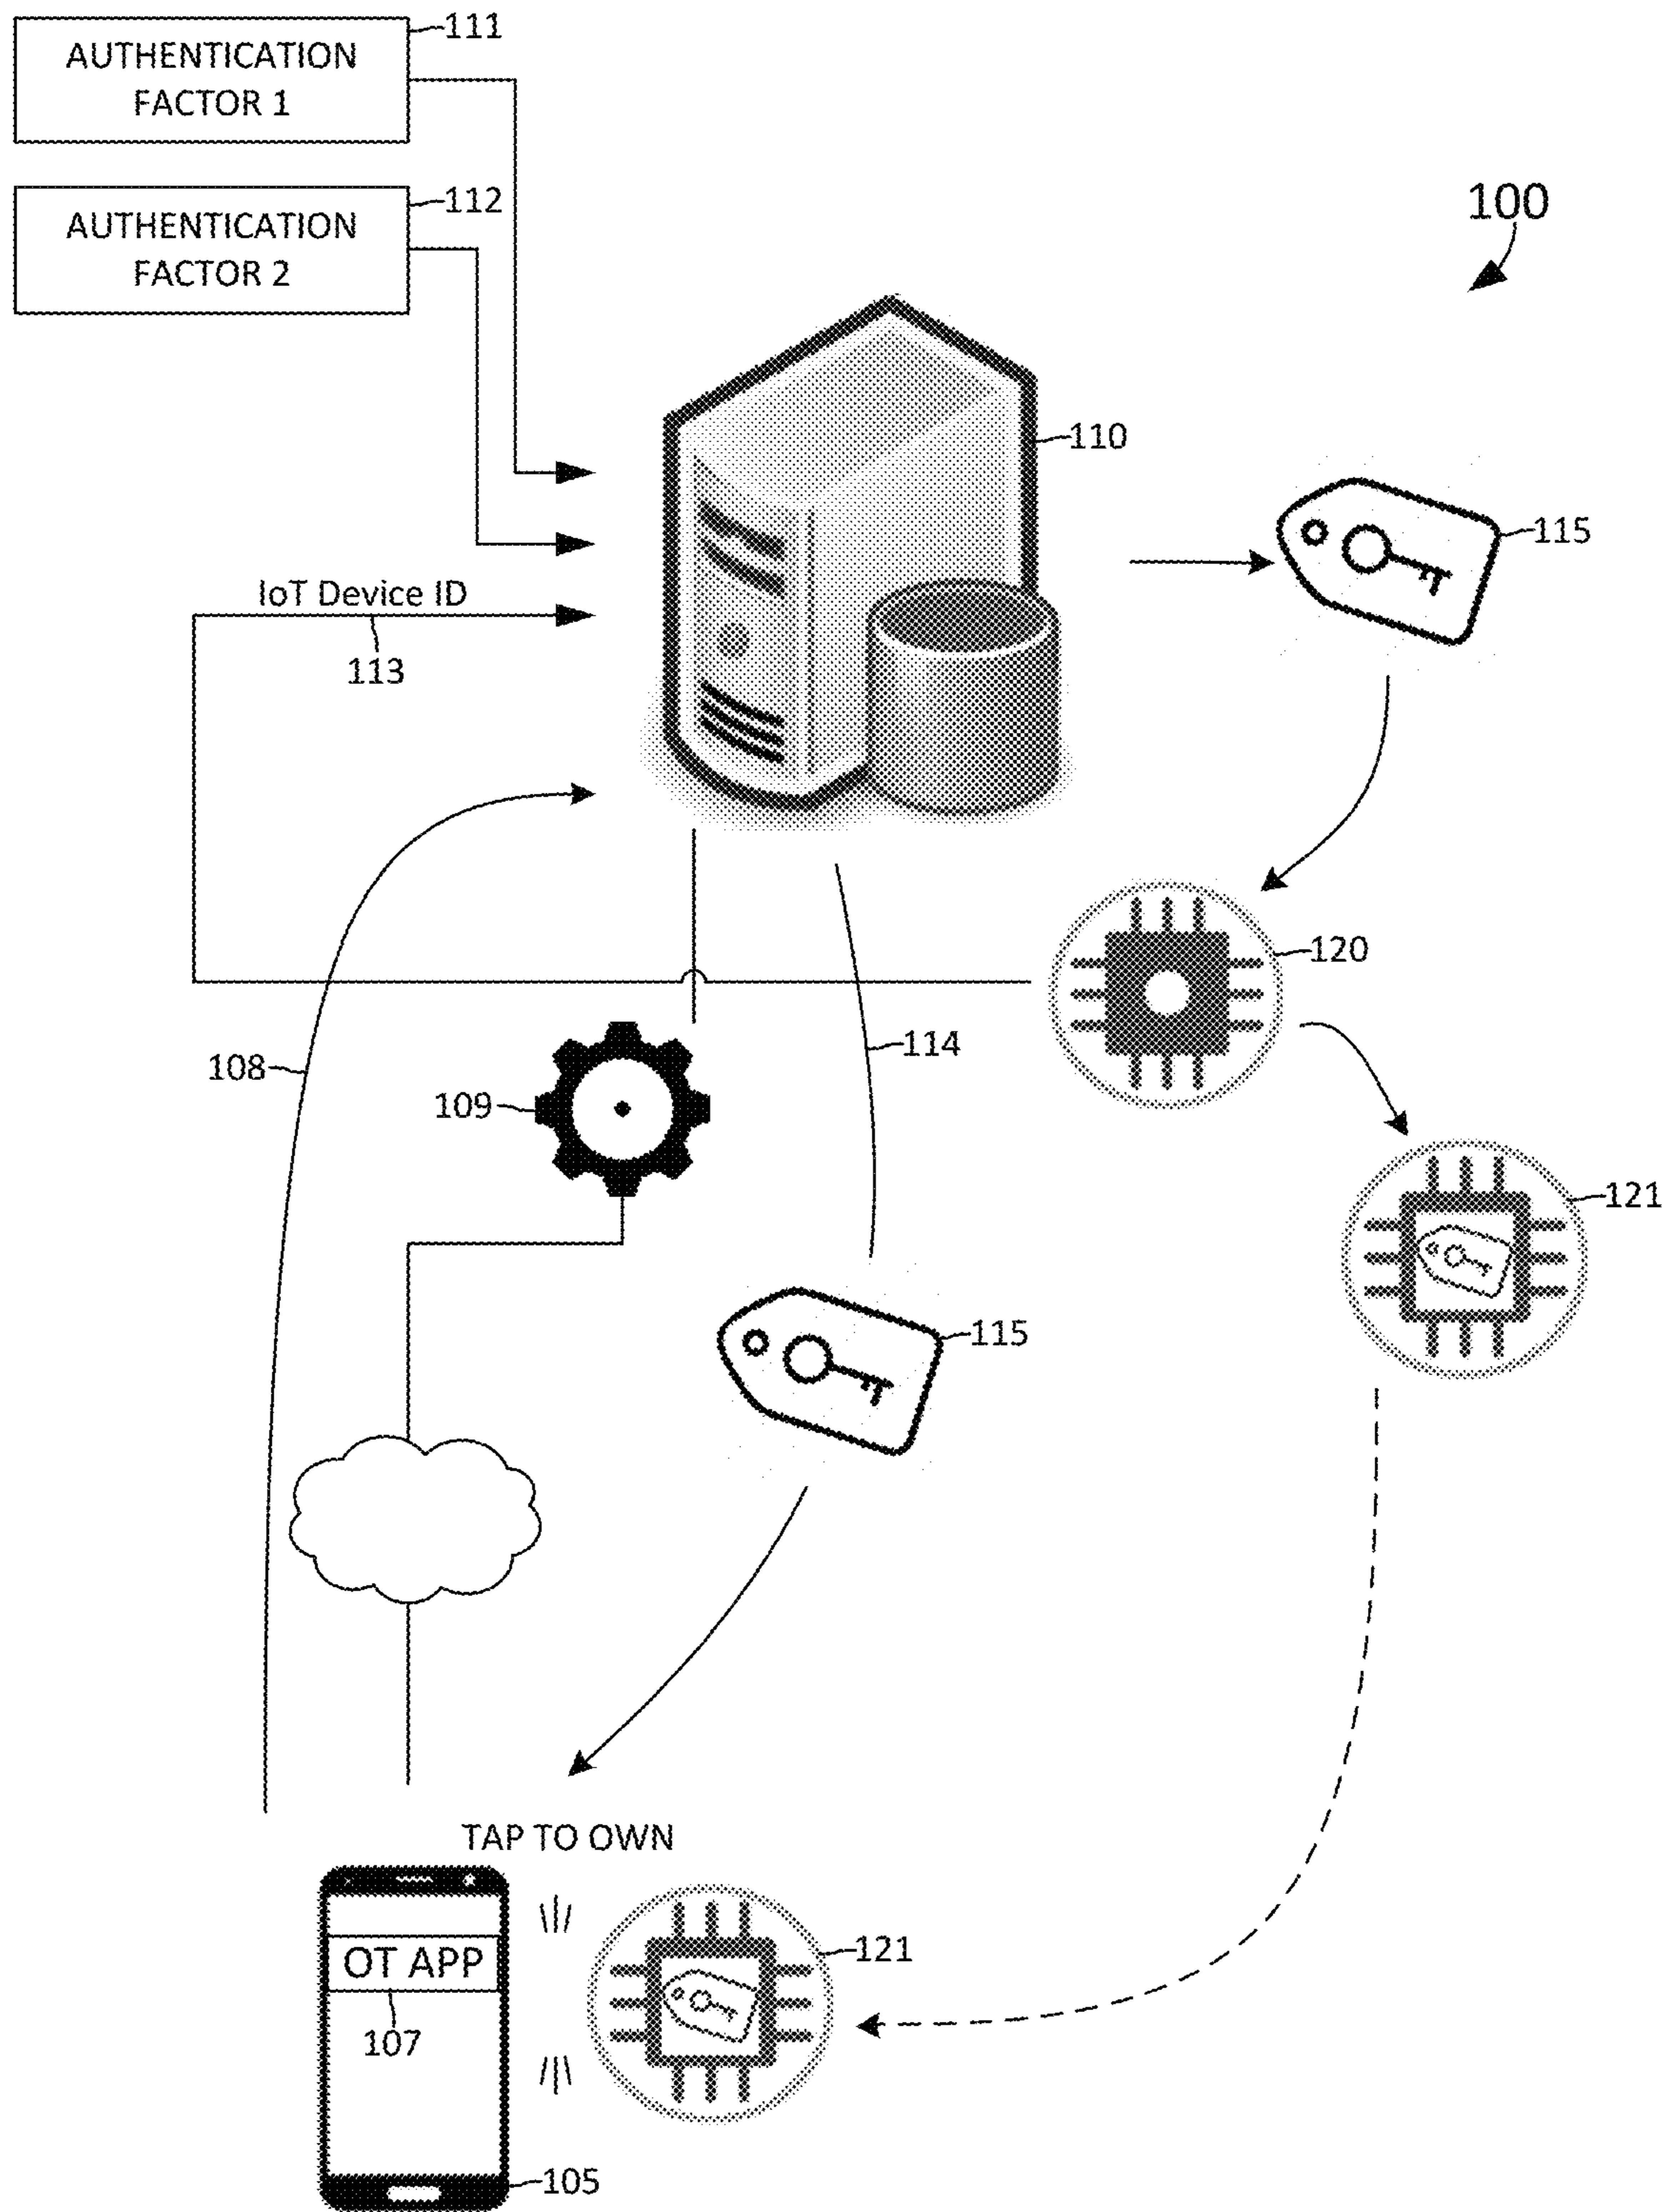 111
AUTHENTICATION
FACTOR 1
112
AUTHENTICATION
FACTOR 2
100
110
115
IoT Device ID
113
120
114
108
109
121
115
TAP TO OWN
OT APP
121
107
105